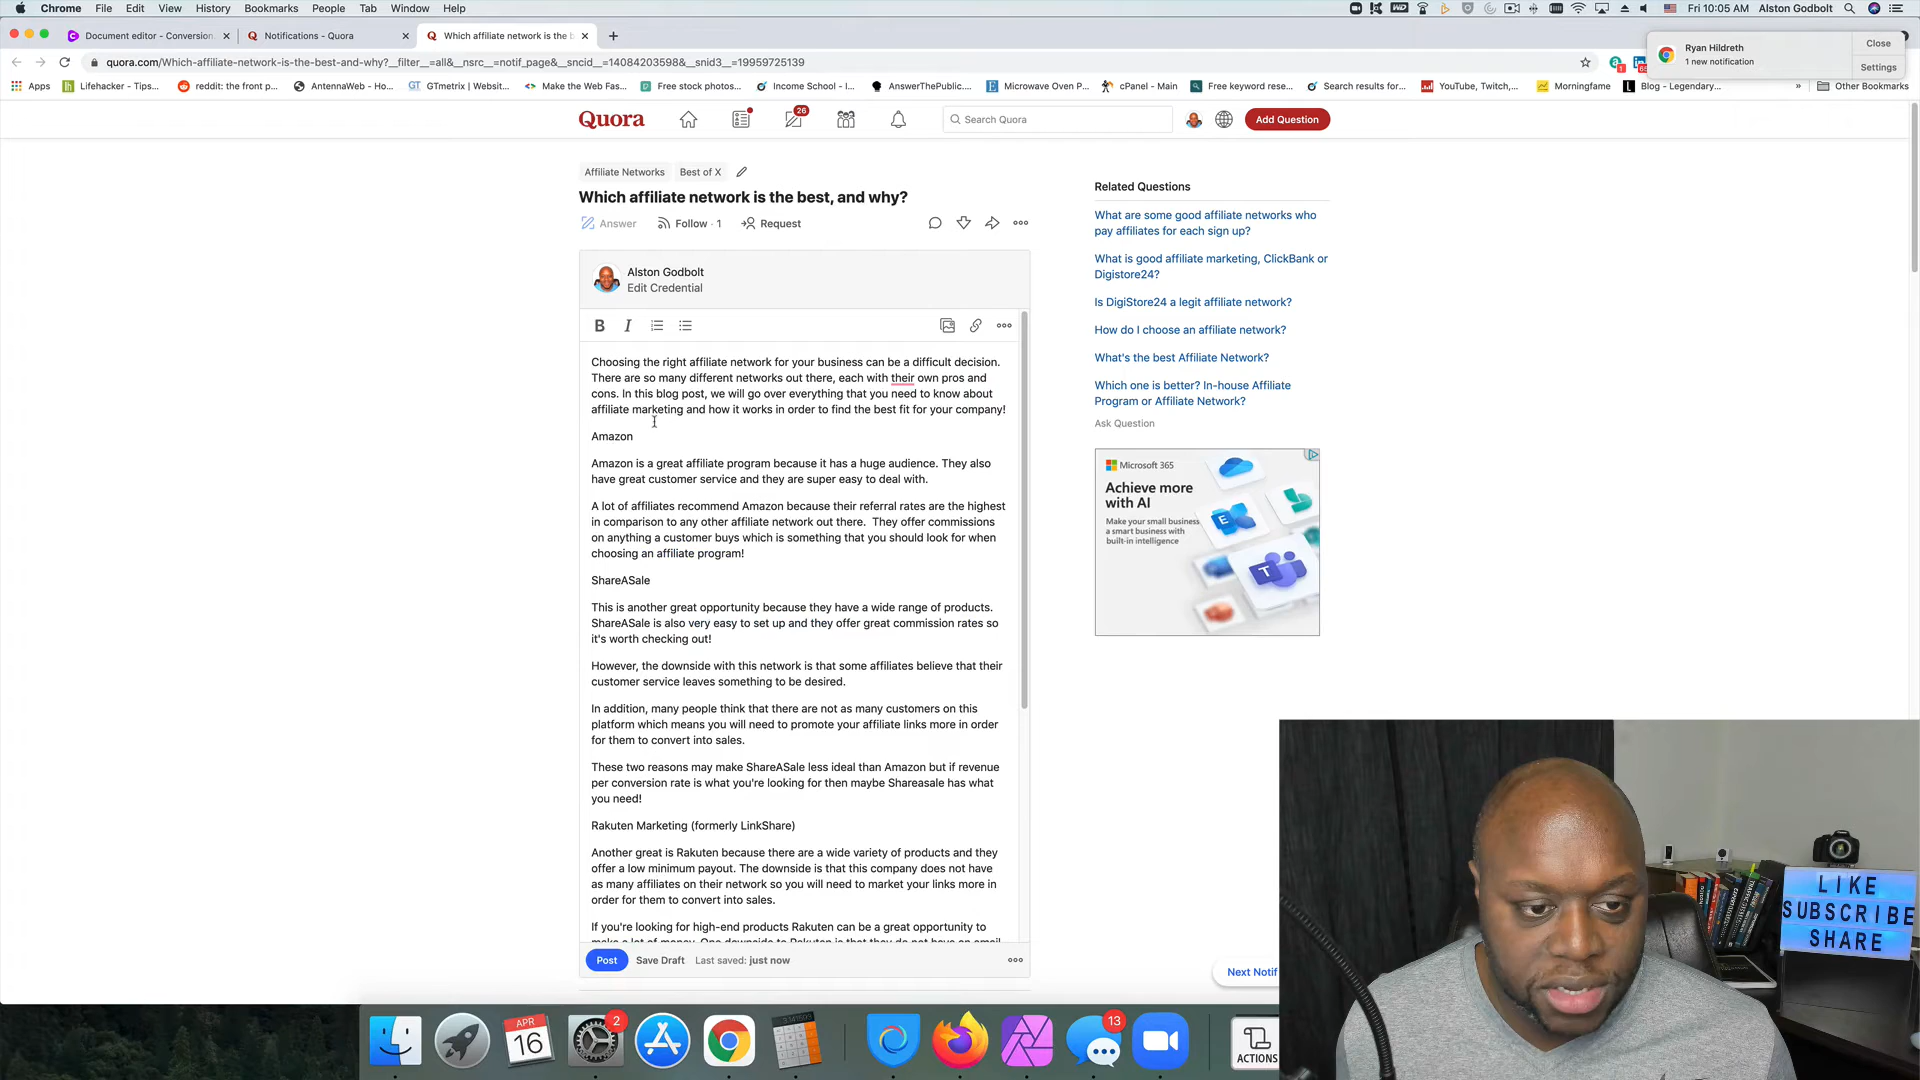 Chrome File Edit View History Bookmarks People Tab Window Help
Fri 10:05 AM Alston Godbolt
Document editor - Conversion
Notifications - Quora
Which affiliate network is the b
Ryan Hildreth
1 new notification
Close
Settings
quora.com/Which-affiliate-network-is-the-best-and-why?__filter__=all&__nsrc__=notif_page&__sncid__=14084203598&__snid3__=19959725139
Apps Lifehacker - Tips... reddit: the front p... AntennaWeb - Ho... GTmetrix | Websit... Make the Web Fas... Free stock photos... Income School - I... AnswerThePublic.... Microwave Oven P... cPanel - Main Free keyword rese... Search results for... YouTube, Twitch,... Morningfame Blog - Legendary... » Other Bookmarks
Quora
26
Search Quora
Add Question
Affiliate Networks Best of X
Which affiliate network is the best, and why?
Answer Follow · 1 Request
Alston Godbolt
Edit Credential
B I
Choosing the right affiliate network for your business can be a difficult decision.
There are so many different networks out there, each with their own pros and
cons. In this blog post, we will go over everything that you need to know about
affiliate marketing and how it works in order to find the best fit for your company!
Amazon
Amazon is a great affiliate program because it has a huge audience. They also
have great customer service and they are super easy to deal with.
A lot of affiliates recommend Amazon because their referral rates are the highest
in comparison to any other affiliate network out there. They offer commissions
on anything a customer buys which is something that you should look for when
choosing an affiliate program!
ShareASale
This is another great opportunity because they have a wide range of products.
ShareASale is also very easy to set up and they offer great commission rates so
it's worth checking out!
However, the downside with this network is that some affiliates believe that their
customer service leaves something to be desired.
In addition, many people think that there are not as many customers on this
platform which means you will need to promote your affiliate links more in order
for them to convert into sales.
These two reasons may make ShareASale less ideal than Amazon but if revenue
per conversion rate is what you're looking for then maybe Shareasale has what
you need!
Rakuten Marketing (formerly LinkShare)
Another great is Rakuten because there are a wide variety of products and they
offer a low minimum payout. The downside is that this company does not have
as many affiliates on their network so you will need to market your links more in
order for them to convert into sales.
If you're looking for high-end products Rakuten can be a great opportunity to
make a lot of money. One downside to Rakuten is that they do not have an email
Post Save Draft Last saved: just now
Related Questions
What are some good affiliate networks who
pay affiliates for each sign up?
What is good affiliate marketing, ClickBank or
Digistore24?
Is DigiStore24 a legit affiliate network?
How do I choose an affiliate network?
What's the best Affiliate Network?
Which one is better? In-house Affiliate
Program or Affiliate Network?
Ask Question
Microsoft 365
Achieve more
with AI
Make your small business
a smart business with
built-in intelligence
Next Notif
LIKE
SUBSCRIBE
SHARE
APR
16
2
13
ACTIONS